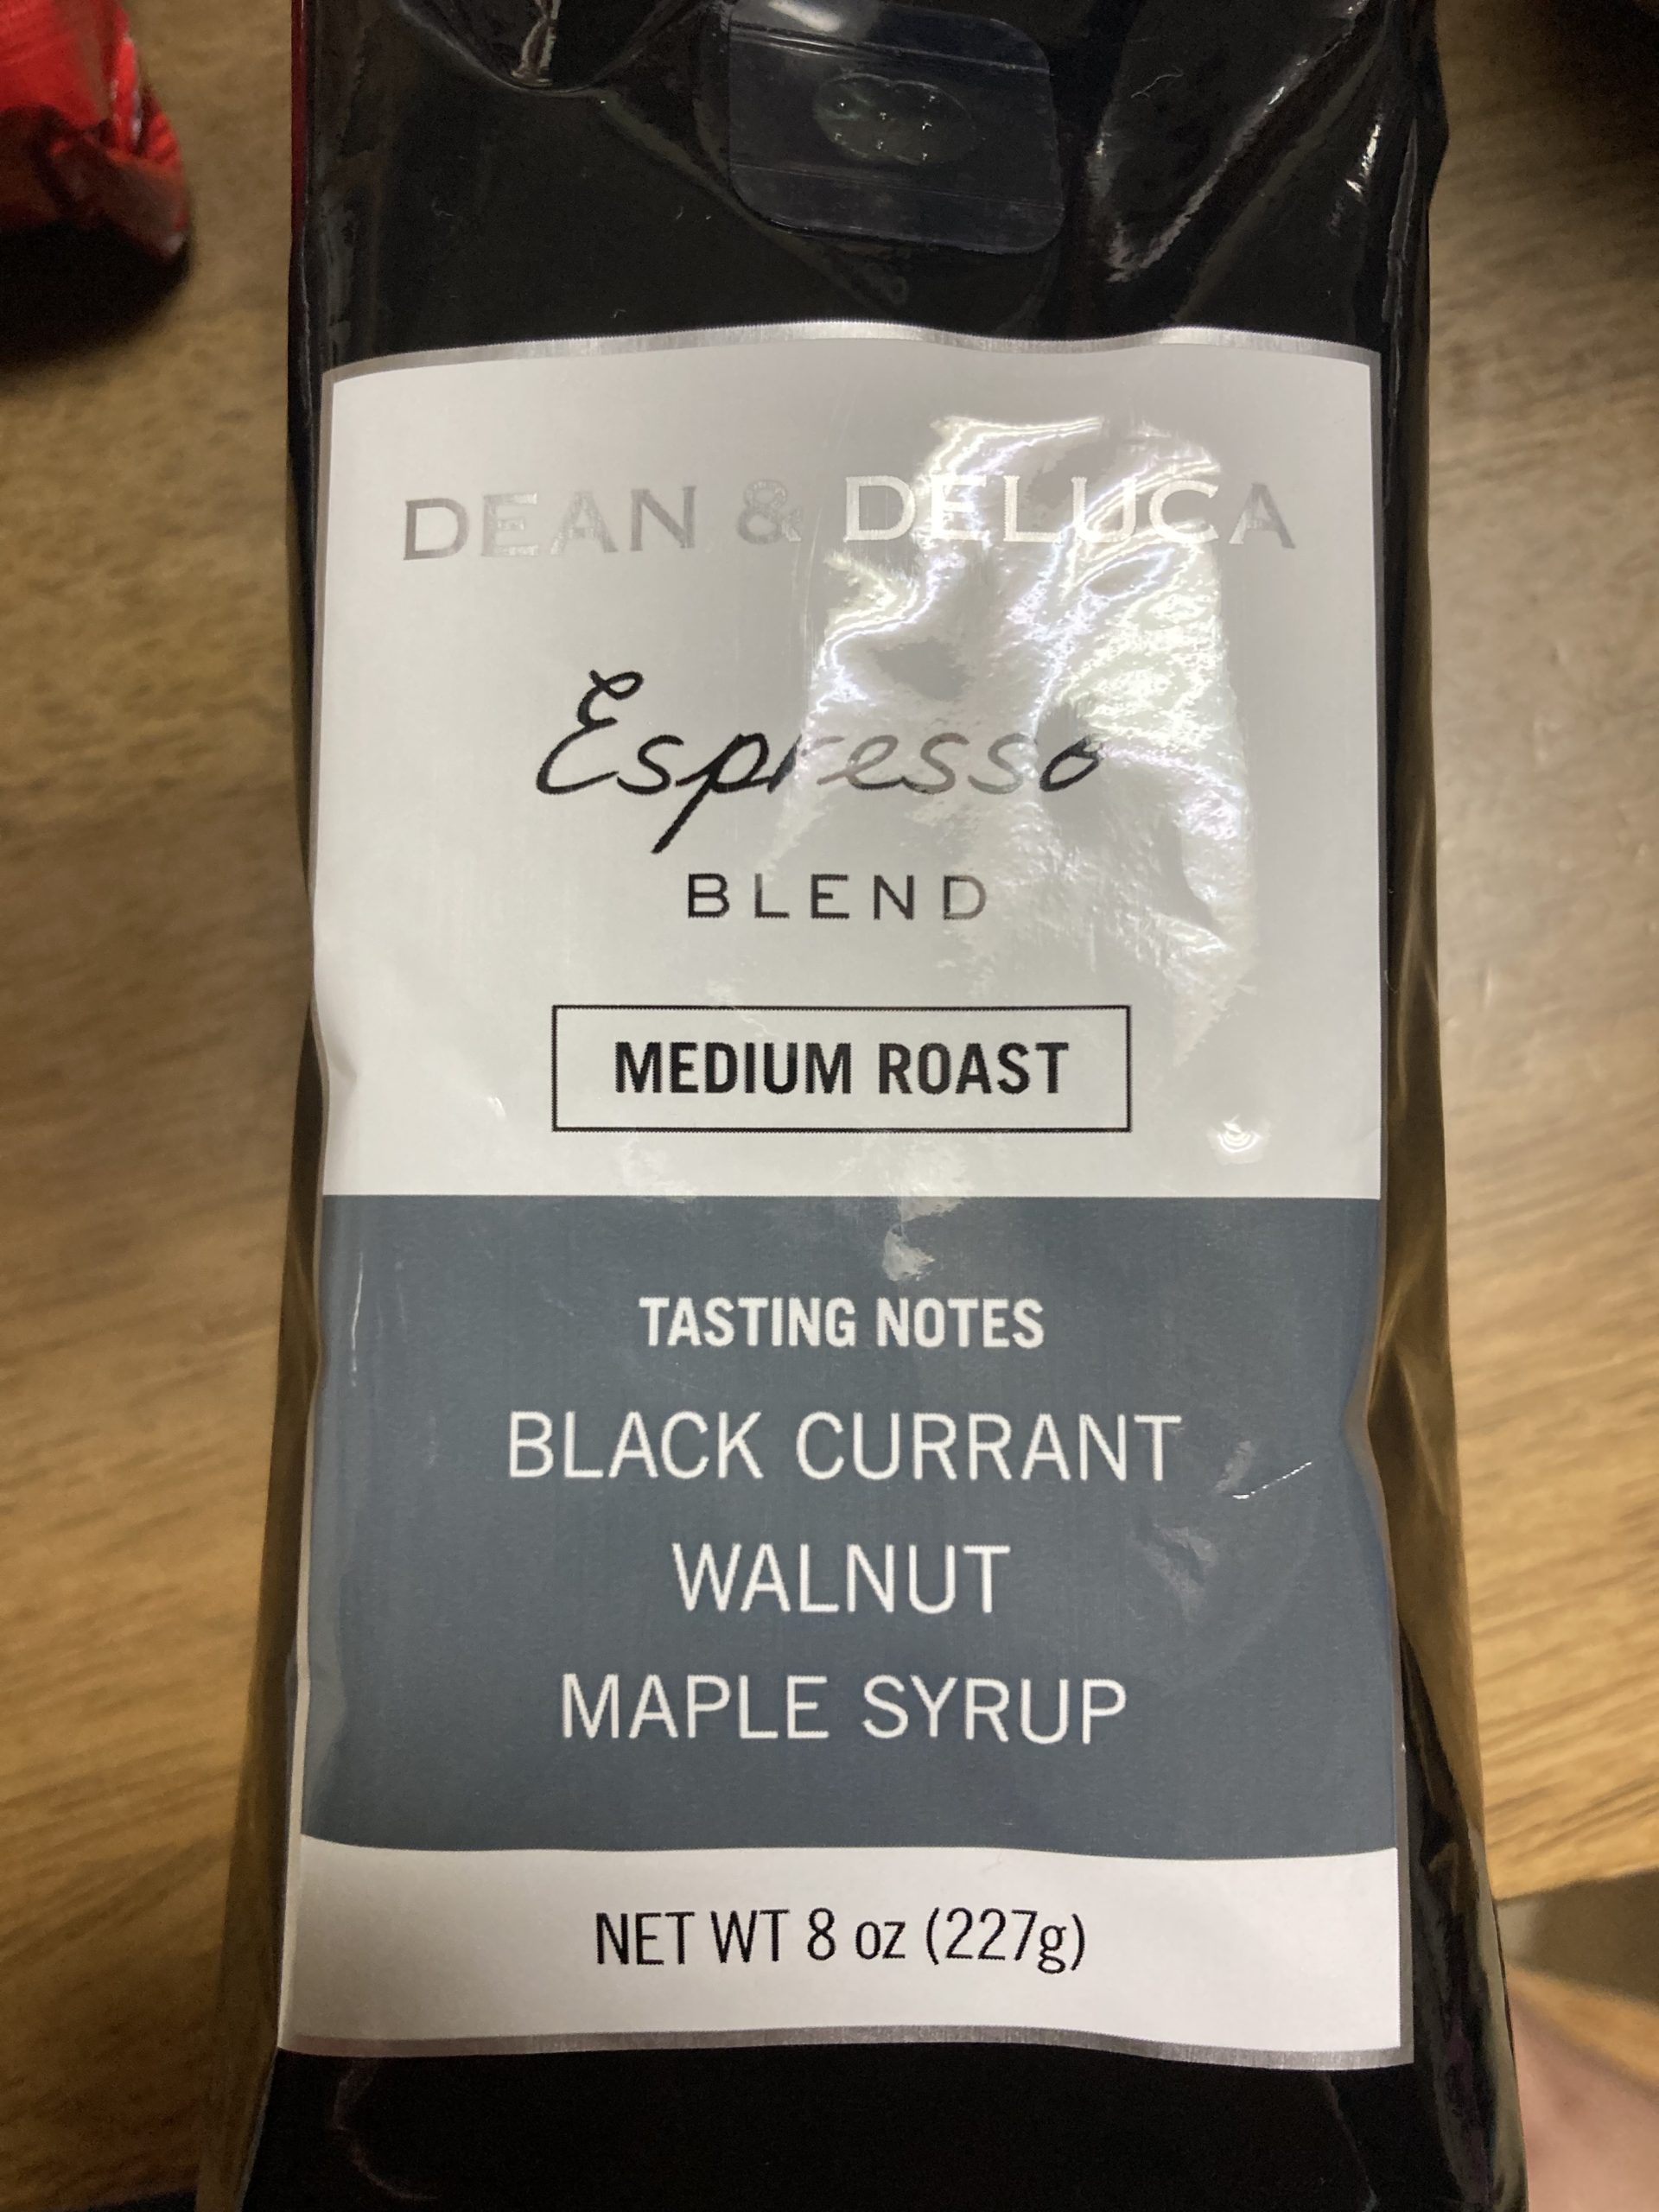 DEAN & DELUCA
Espresso
BLEND
MEDIUM ROAST
TASTING NOTES
BLACK CURRANT
WALNUT
MAPLE SYRUP
NET WT 8 oz (227g)